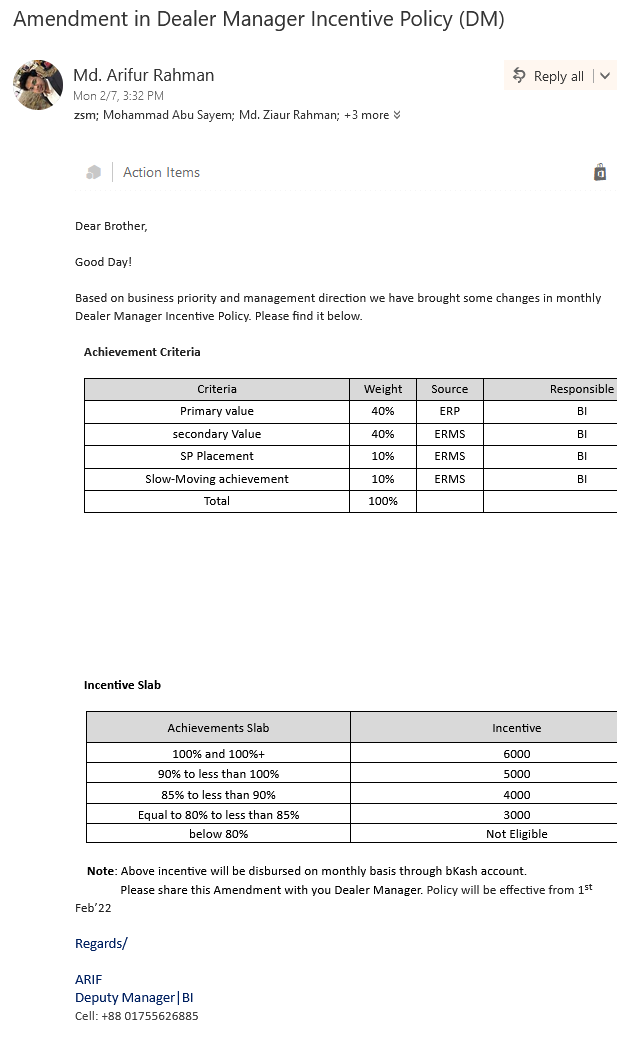 Amendment in Dealer Manager Incentive Policy (DM)
Md. Arifur Rahman
Reply all
Mon 2/7, 3:32 PM
zsm; Mohammad Abu Sayem; Md. Ziaur Rahman; +3 more
Action Items
Dear Brother,
Good Day!
Based on business priority and management direction we have brought some changes in monthly
Dealer Manager Incentive Policy. Please find it below.
Achievement Criteria
Criteria Weight Source Responsible
Primary value 40% ERP BI
secondary Value 40% ERMS BI
SP Placement 10% ERMS BI
Slow-Moving achievement 10% ERMS BI
Total 100%
Incentive Slab
Achievements Slab Incentive
100% and 100%+ 6000
90% to less than 100% 5000
85% to less than 90% 4000
Equal to 80% to less than 85% 3000
below 80% Not Eligible
Note: Above incentive will be disbursed on monthly basis through bKash account.
Please share this Amendment with you Dealer Manager. Policy will be effective from 1st
Feb’22
Regards/
ARIF
Deputy Manager|BI
Cell: +88 01755626885